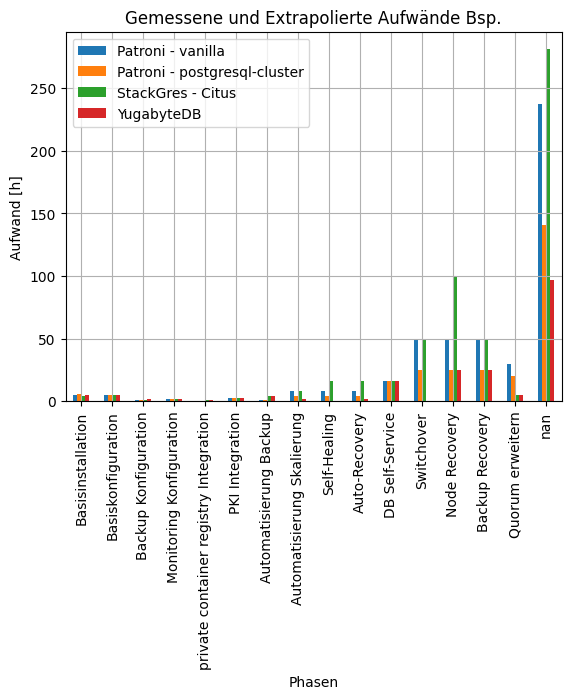 Gemessene und Extrapolierte Aufwände Bsp.
Patroni - vanilla
Patroni - postgresql-cluster
StackGres - Citus
YugabyteDB
Aufwand [h]
250
200
150
100
50
0
Basisinstallation
Basiskonfiguration
Backup Konfiguration
Monitoring Konfiguration
private container registry Integration
PKI Integration
Automatisierung Backup
Automatisierung Skalierung
Self-Healing
Auto-Recovery
DB Self-Service
Switchover
Node Recovery
Backup Recovery
Quorum erweitern
nan
Phasen